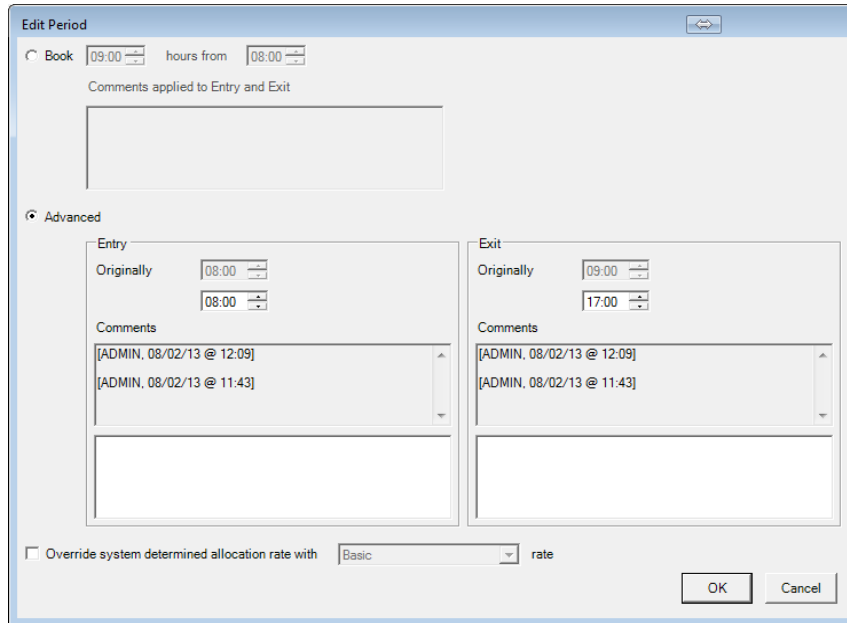 Edit Period
Book 09:00 hours from 08:00
Comments applied to Entry and Exit
Advanced
Entry
Originally 08:00
08:00
Comments
[ADMIN, 08/02/13 @ 12:09]
[ADMIN, 08/02/13 @ 11:43]
Exit
Originally 09:00
17:00
Comments
[ADMIN, 08/02/13 @ 12:09]
[ADMIN, 08/02/13 @ 11:43]
Override system determined allocation rate with Basic rate
OK Cancel